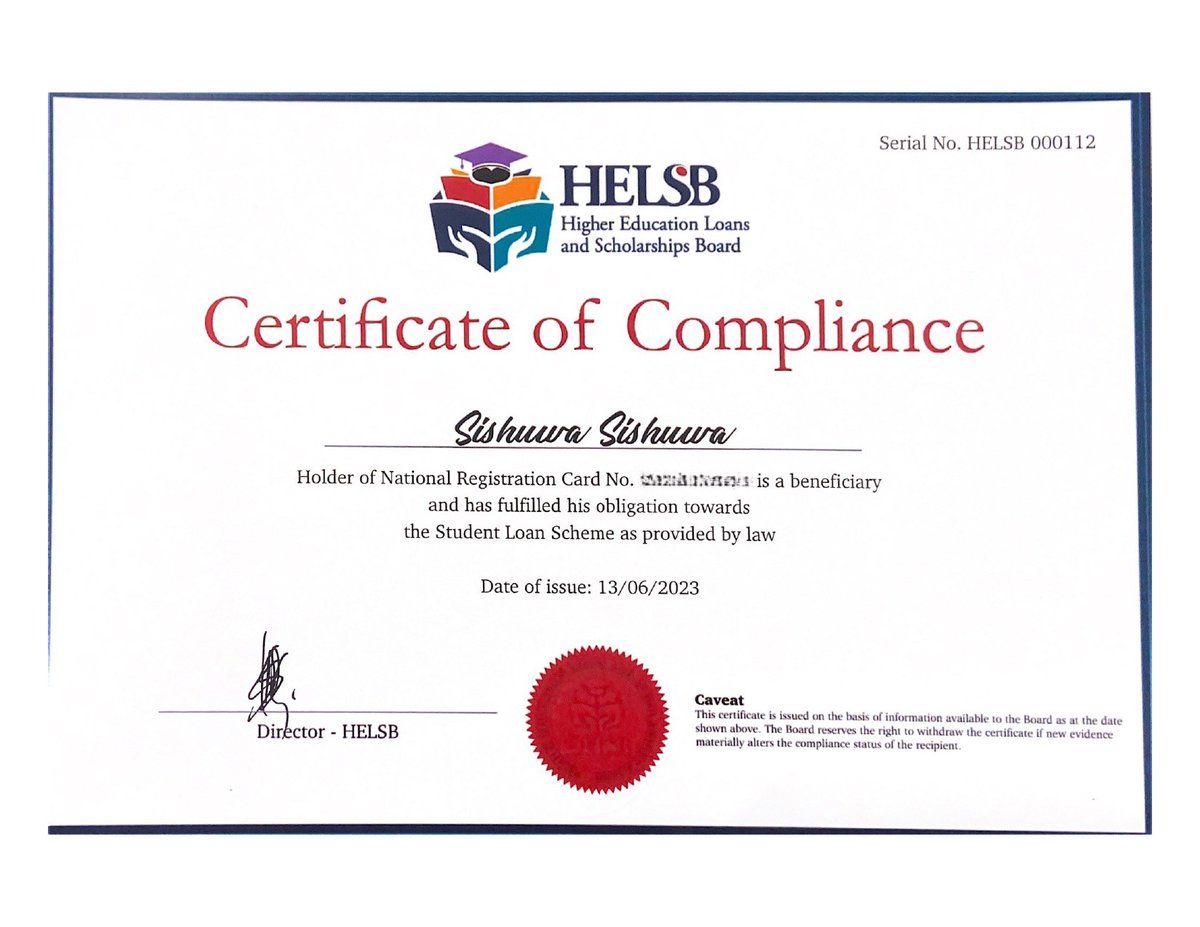 Serial No. HELSB 000112
HELSB
Higher Education Loans
and Scholarships Board
Certificate of Compliance
Sishuwa Sishuwa
Holder of National Registration Card No. is a beneficiary
and has fulfilled his obligation towards
the Student Loan Scheme as provided by law
Date of issue: 13/06/2023
Director - HELSB
Caveat
This certificate is issued on the basis of information available to the Board as at the date
shown above. The Board reserves the right to withdraw the certificate if new evidence
materially alters the compliance status of the recipient.